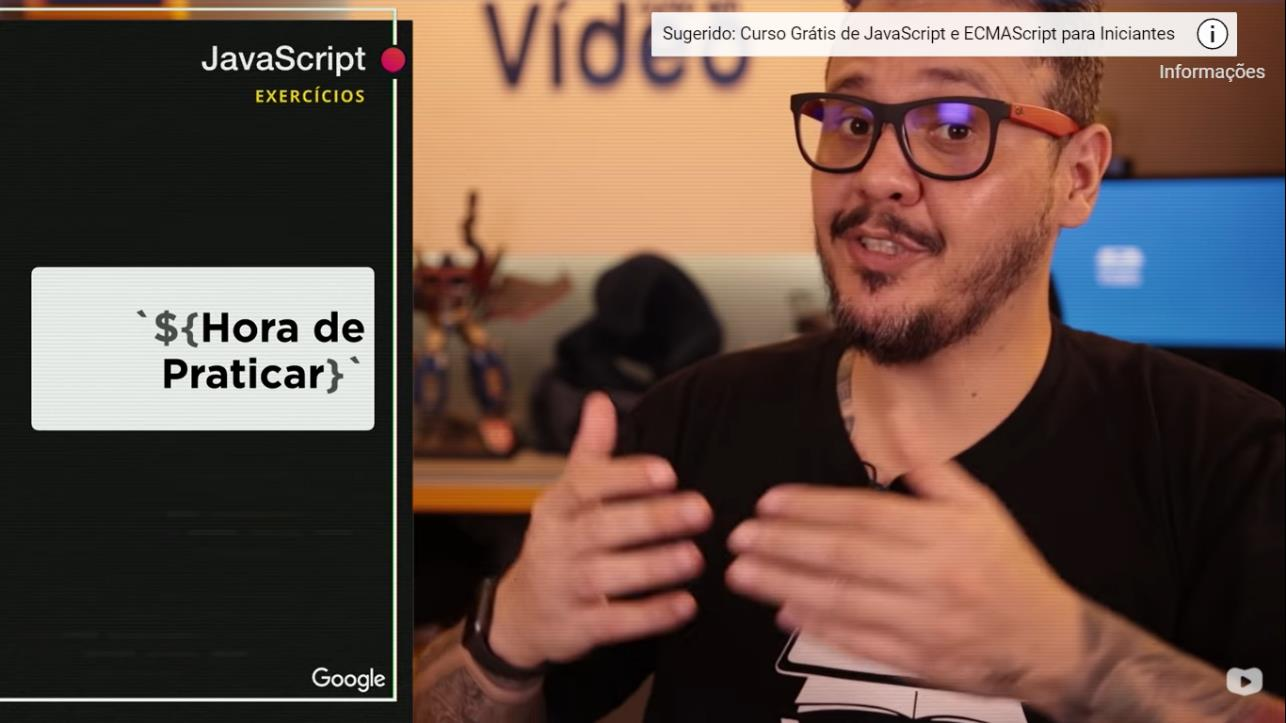 JavaScript
EXERCÍCIOS
`${Hora de
Praticar}`
Google
Vídeo
Sugerido: Curso Grátis de JavaScript e ECMAScript para Iniciantes
Informações